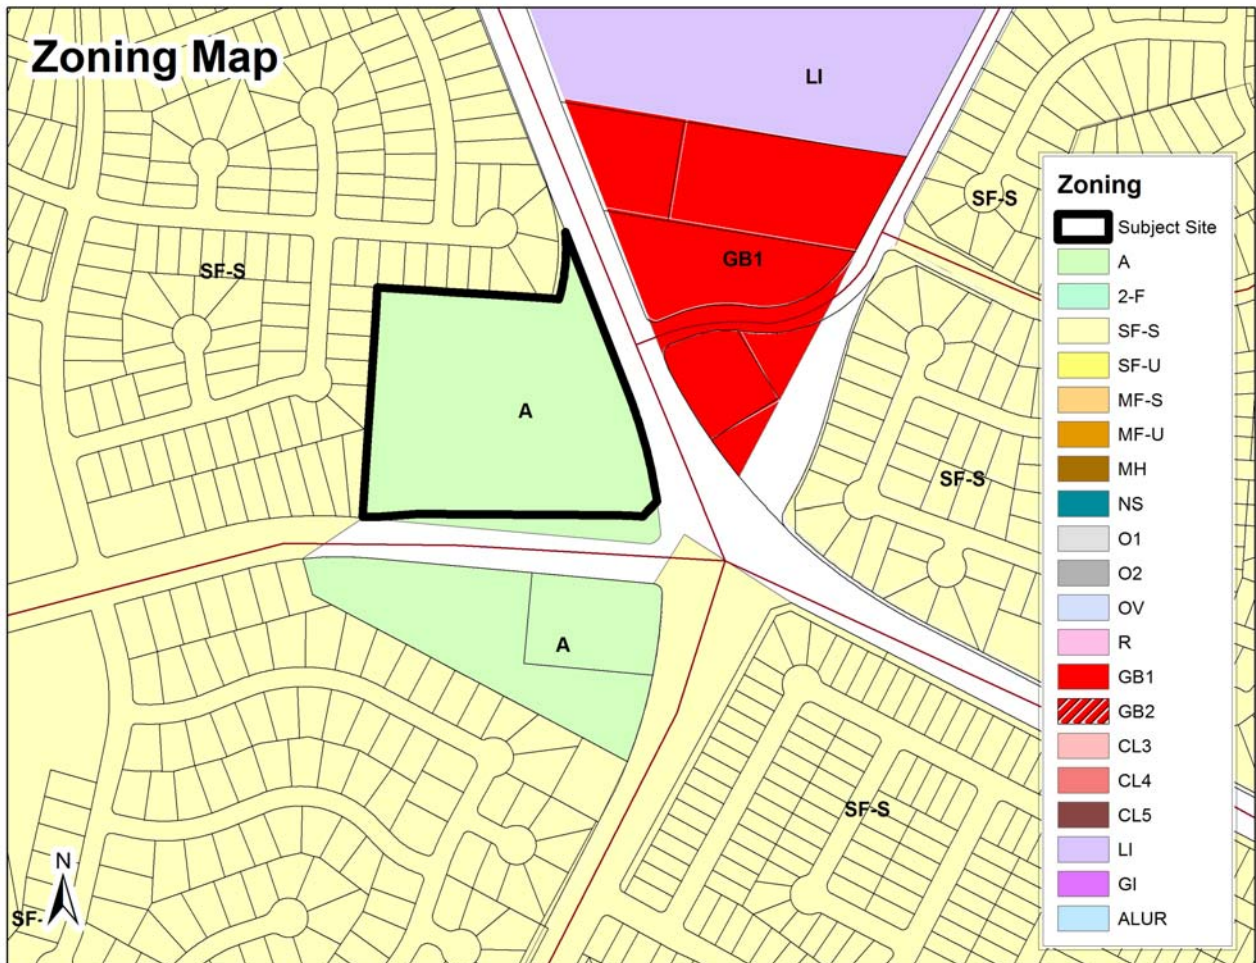 Zoning Map
LI
SF-S
SF-S
GB1
A
SF-S
A
SF-S
N
SF-
Zoning
Subject Site
A
2-F
SF-S
SF-U
MF-S
MF-U
MH
NS
O1
O2
OV
R
GB1
GB2
CL3
CL4
CL5
LI
GI
ALUR